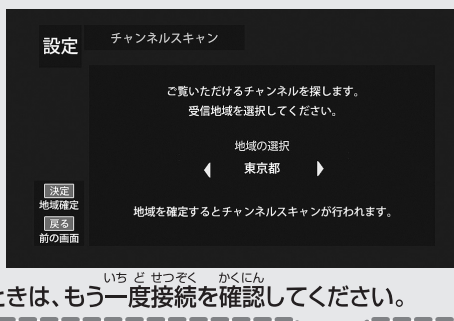 設定
チャンネルスキャン
ご覧いただけるチャンネルを探します。
受信地域を選択してください。
地域の選択
東京都
決定
地域確定
戻る
前の画面
地域を確定するとチャンネルスキャンが行われます。
いち ど せつぞく かくにん
きは、もう一度接続を確認してください。